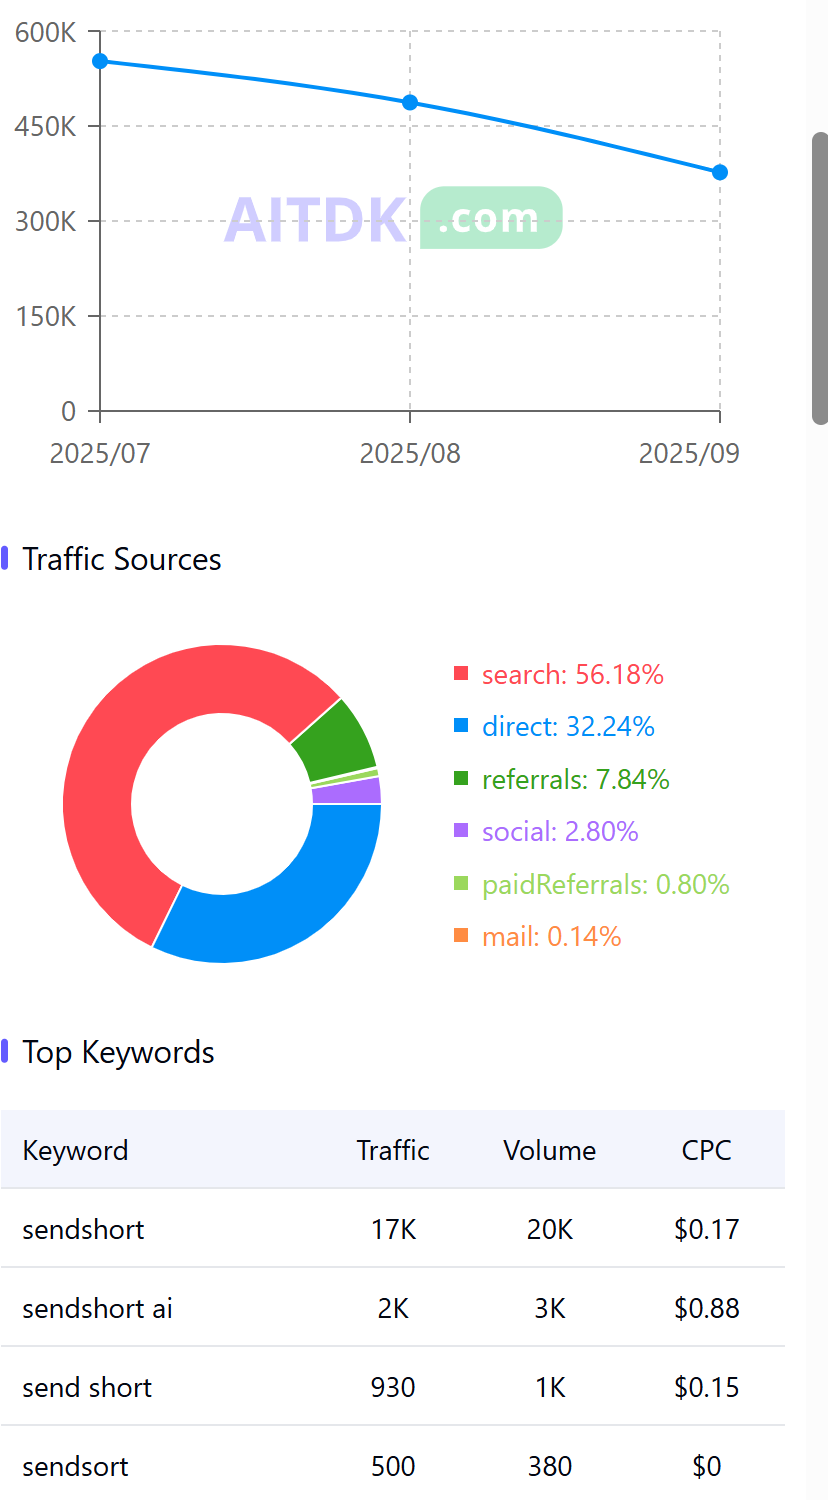 600K
450K
AITDK .com
300K
150K
0
2025/07 2025/08 2025/09
Traffic Sources
search: 56.18%
direct: 32.24%
referrals: 7.84%
social: 2.80%
paidReferrals: 0.80%
mail: 0.14%
Top Keywords
Keyword Traffic Volume CPC
sendshort 17K 20K $0.17
sendshort ai 2K 3K $0.88
send short 930 1K $0.15
sendsort 500 380 $0